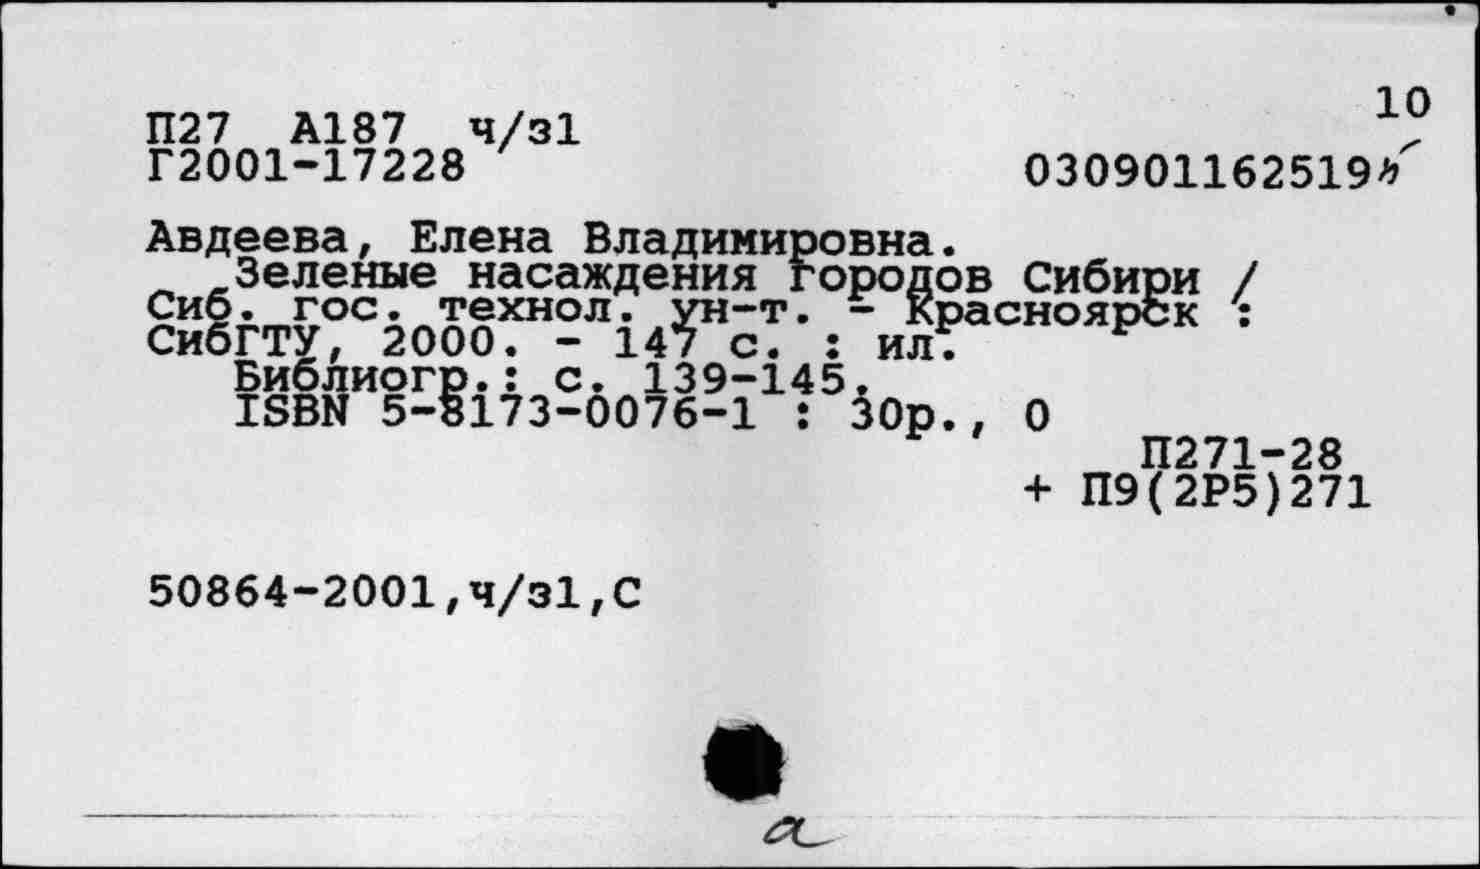 10
П27 А187 ч/з1
Г2001-17228 030901162519
Авдеева, Елена Владимировна.
Зеленые насаждения городов Сибири /
Сиб. гос. технол. ун-т. - Красноярск :
СибГТУ, 2000. - 147 с. : ил.
Библиогр.: с. 139-145.
ISBN 5-8173-0076-1 : 30р., 0
П271-28
+ П9(2Р5)271
50864-2001,ч/з1,С